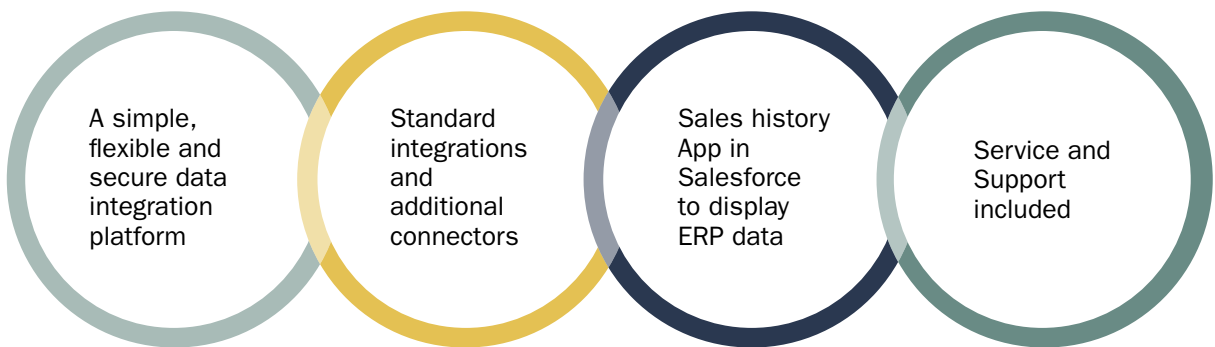 A simple,
flexible and
secure data
integration
platform
Standard
integrations
and
additional
connectors
Sales history
App in
Salesforce
to display
ERP data
Service and
Support
included